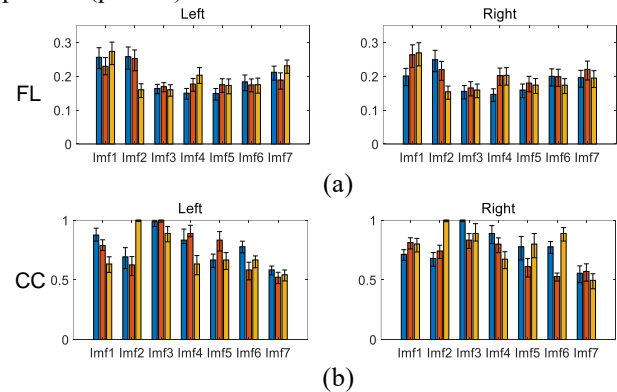 Left Right
0.3 0.3
0.2 0.2
FL
0.1 0.1
0 0
Imf1 Imf2 Imf3 Imf4 Imf5 Imf6 Imf7 Imf1 Imf2 Imf3 Imf4 Imf5 Imf6 Imf7
(a)
Left Right
1 1
CC 0.5 0.5
0 0
Imf1 Imf2 Imf3 Imf4 Imf5 Imf6 Imf7 Imf1 Imf2 Imf3 Imf4 Imf5 Imf6 Imf7
(b)